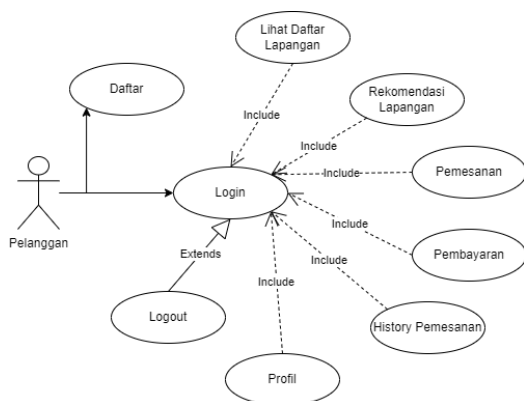 Lihat Daftar
Lapangan
Daftar
Rekomendasi
Lapangan
Include
Include
Pemesanan
Include
Login
Pelanggan
Include
Extends
Include
Pembayaran
Include
Logout
History Pemesanan
Profil